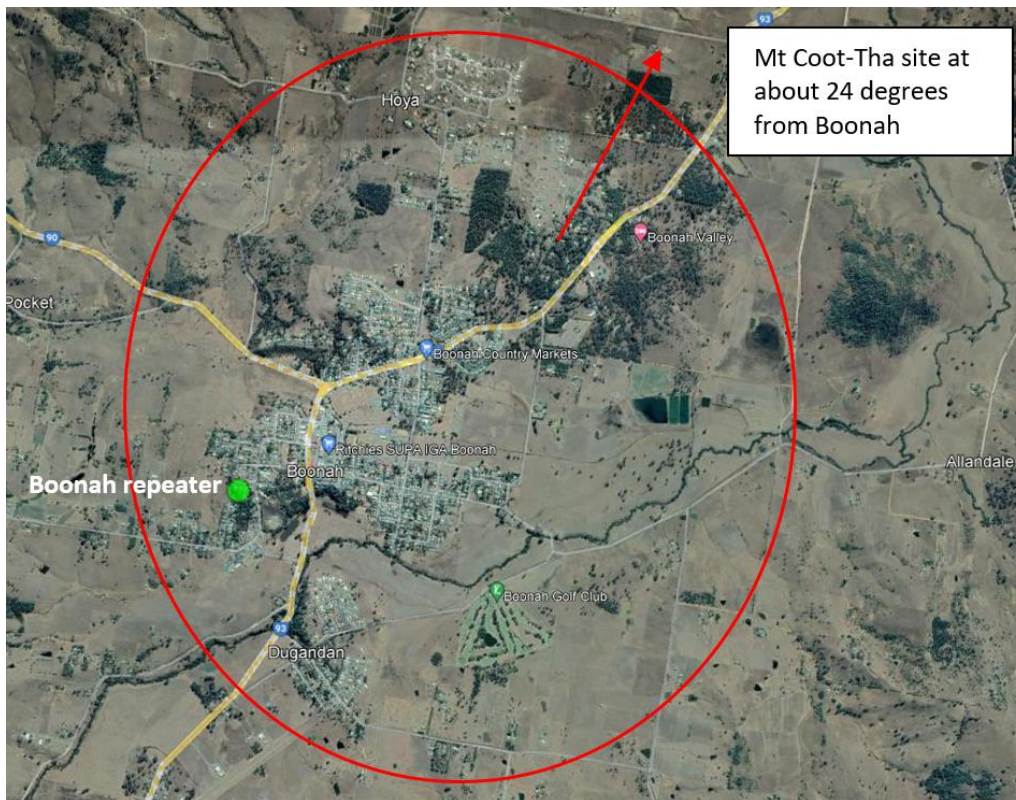 93
Mt Coot-Tha site at
about 24 degrees
from Boonah
Hoya
90
Boonah Valley
Pocket
Boonah Country Markets
Ritchies SUPA IGA Boonah
Boonah
Allandale
Boonah repeater
Boonah Golf Club
93
Dugandan